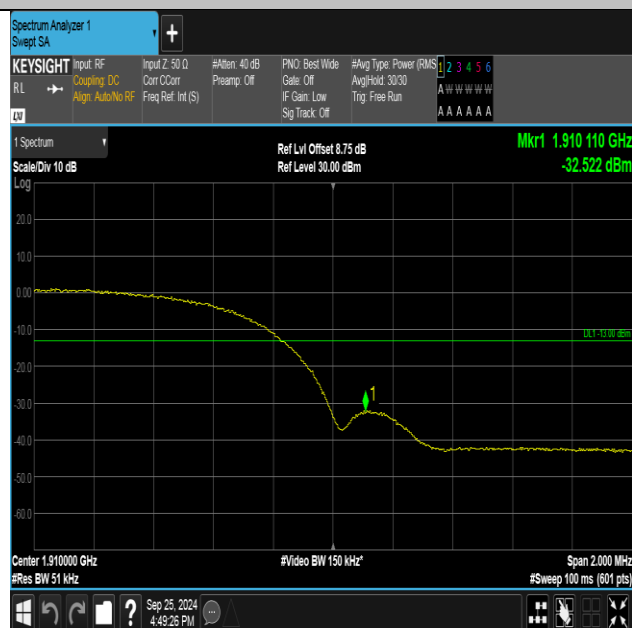 Spectrum Analyzer 1
Swept SA
KEYSIGHT
RL
LXI
Input: RF
Coupling: DC
Align: Auto/No RF
Input Z: 50 Ω
Corr CCorr
Freq Ref: Int (S)
#Atten: 40 dB
Preamp: Off
PNO: Best Wide
Gate: Off
IF Gain: Low
Sig Track: Off
#Avg Type: Power (RMS
Avg|Hold: 30/30
Trig: Free Run
1 2 3 4 5 6
A W W W W W
A A A A A A
1 Spectrum
Scale/Div 10 dB
Ref Lvl Offset 8.75 dB
Ref Level 30.00 dBm
Mkr1 1.910 110 GHz
-32.522 dBm
Log
20.0
10.0
0.00
-10.0
DL1 -13.00 dBm
-20.0
-30.0
1
-40.0
-50.0
-60.0
Center 1.910000 GHz
#Video BW 150 kHz*
Span 2.000 MHz
#Res BW 51 kHz
#Sweep 100 ms (601 pts)
?
Sep 25, 2024
4:49:26 PM